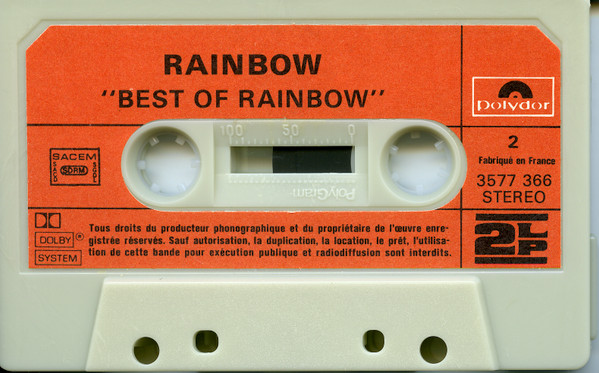 RAINBOW
"BEST OF RAINBOW"
polydor
100 50 0
PolyGram
2
Fabriqué en France
3577 366
STEREO
SACEM
SDRM
DOLBY
SYSTEM
Tous droits du producteur phonographique et du propriétaire de l'œuvre enre-
gistrée réservés. Sauf autorisation, la duplication, la location, le prêt, l'utilisa-
tion de cette bande pour exécution publique et radiodiffusion sont interdits.
2LP